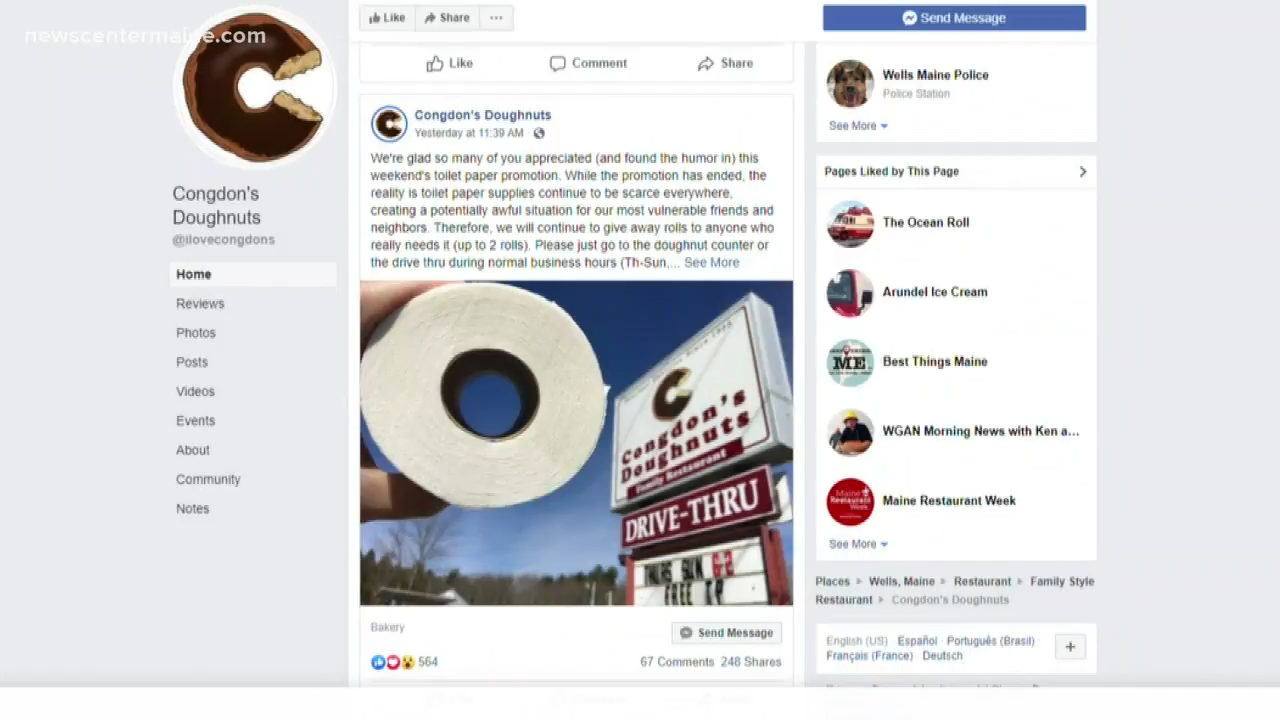 newscentermaine.com
Like Share ...
Send Message
Like Comment Share
Wells Maine Police
Police Station
See More
Congdon's Doughnuts
@ilovecongdons
Home
Reviews
Photos
Posts
Videos
Events
About
Community
Notes
Congdon's Doughnuts
Yesterday at 11:39 AM ·
We're glad so many of you appreciated (and found the humor in) this
weekend's toilet paper promotion. While the promotion has ended, the
reality is toilet paper supplies continue to be scarce everywhere,
creating a potentially awful situation for our most vulnerable friends and
neighbors. Therefore, we will continue to give away rolls to anyone who
really needs it (up to 2 rolls). Please just go to the doughnut counter or
the drive thru during normal business hours (Th-Sun,... See More
Congdon's
Doughnuts
Family Restaurant
DRIVE-THRU
THURS SUN
FREE T.P
Bakery
Send Message
564
67 Comments 248 Shares
Pages Liked by This Page
The Ocean Roll
Arundel Ice Cream
ME
Best Things Maine
WGAN Morning News with Ken a...
Maine
Restaurant
Week
Maine Restaurant Week
See More
Places Wells, Maine Restaurant Family Style
Restaurant Congdon's Doughnuts
English (US) · Español · Português (Brasil) ·
Français (France) · Deutsch
+